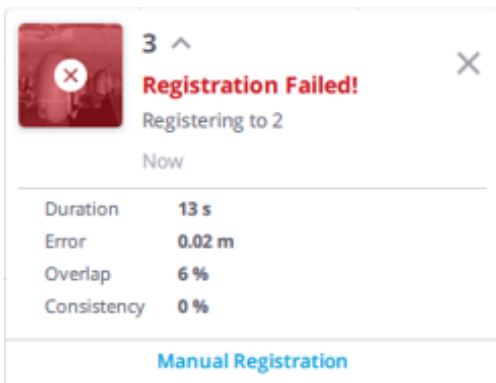 3
Registration Failed!
Registering to 2
Now
Duration 13 s
Error 0.02 m
Overlap 6 %
Consistency 0 %
Manual Registration